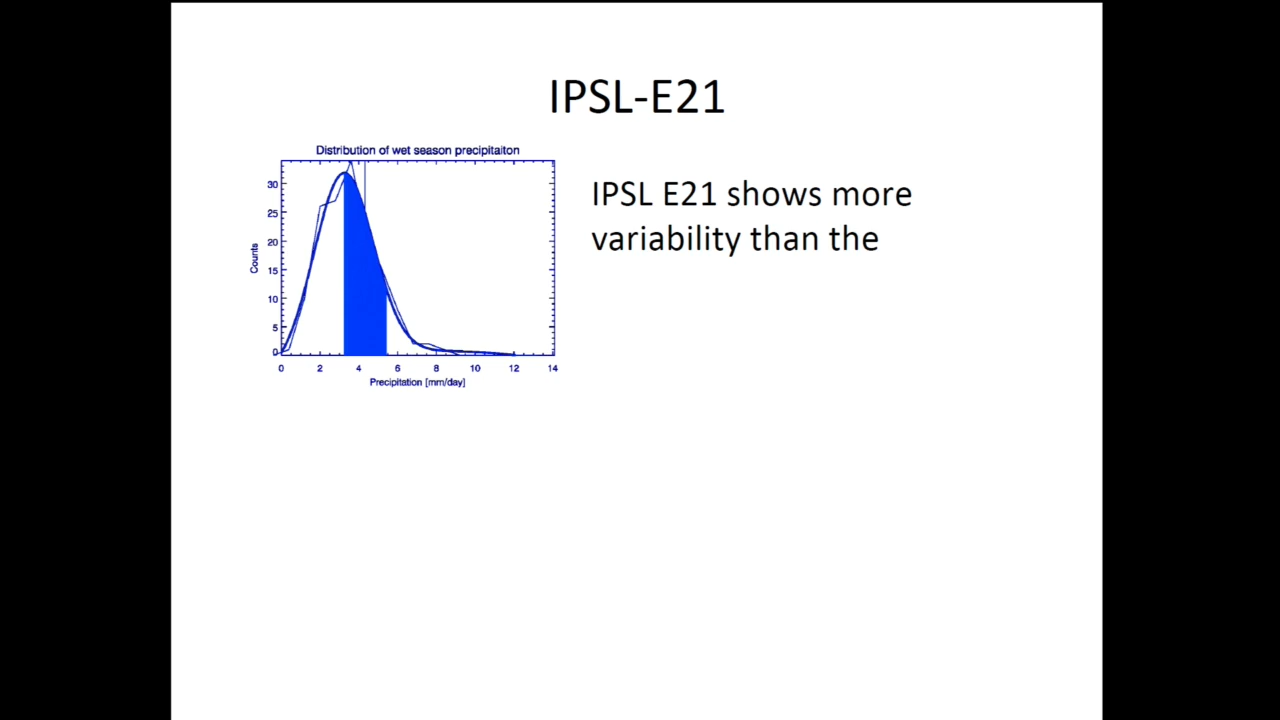 IPSL-E21
Distribution of wet season precipitaiton
IPSL E21 shows more
variability than the
Counts
30
25
20
15
10
5
0
0 2 4 6 8 10 12 14
Precipitation [mm/day]